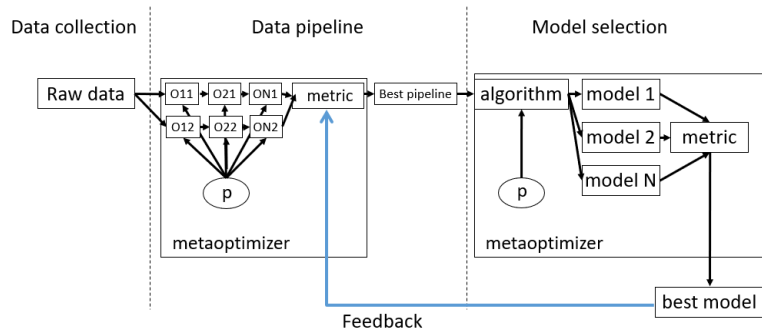 Data collection
Data pipeline
Model selection
Raw data
O11
O21
ON1
O12
O22
ON2
metric
p
metaoptimizer
Best pipeline
algorithm
model 1
model 2
model N
metric
p
metaoptimizer
best model
Feedback